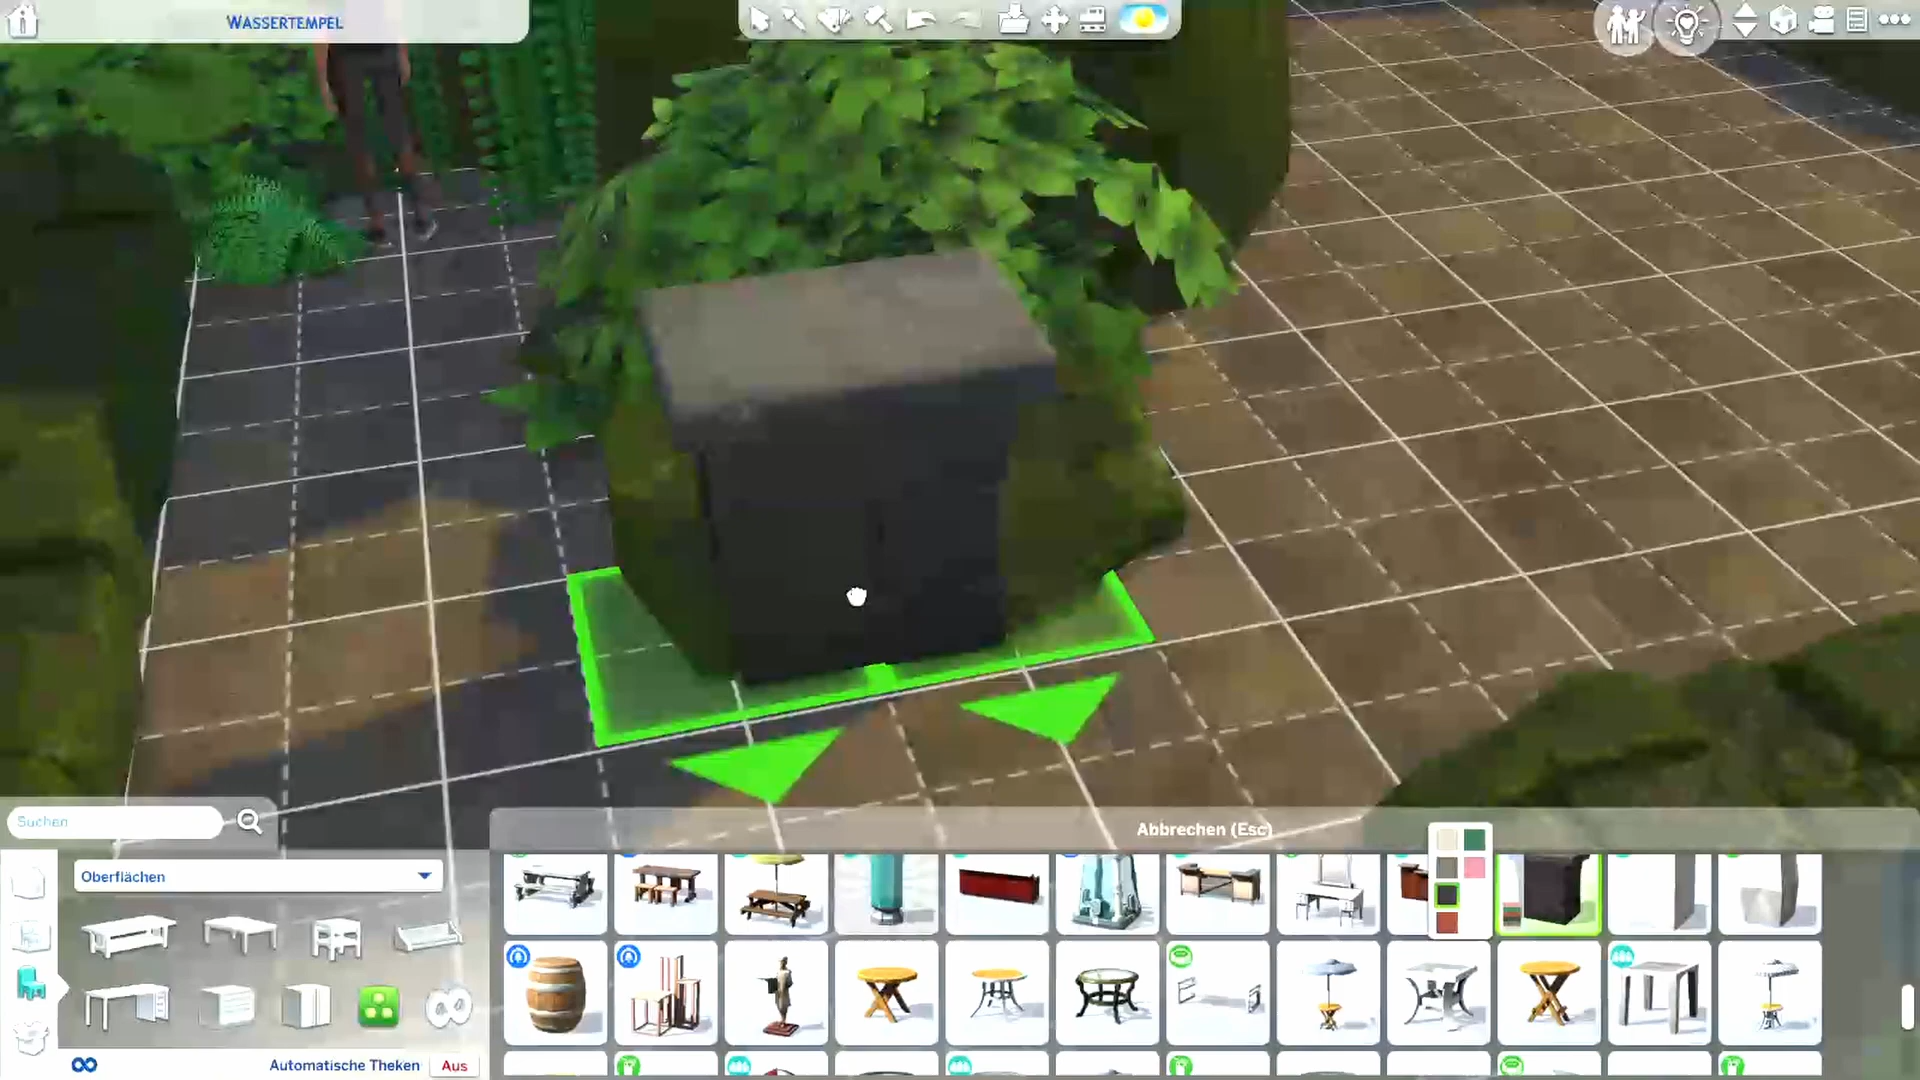 WASSERTEMPEL
Abbrechen (Esc)
Suchen
Oberflächen
Automatische Theken Aus